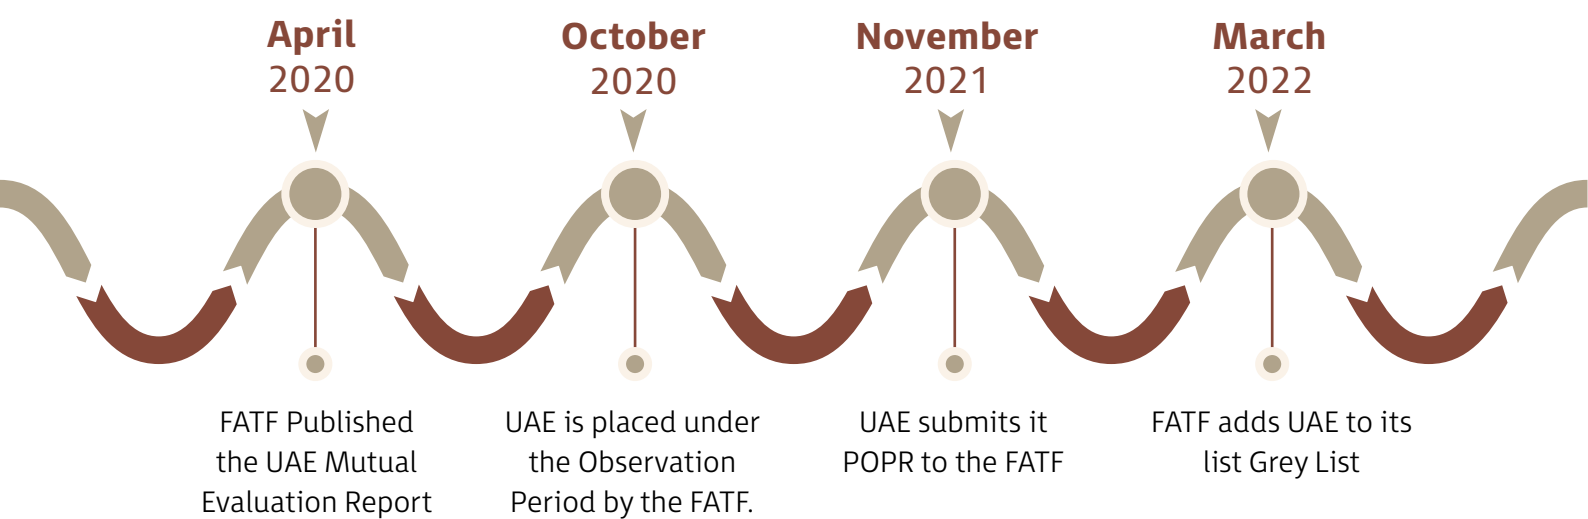 April
2020
FATF Published
the UAE Mutual
Evaluation Report
October
2020
UAE is placed under
the Observation
Period by the FATF.
November
2021
UAE submits it
POPR to the FATF
March
2022
FATF adds UAE to its
list Grey List